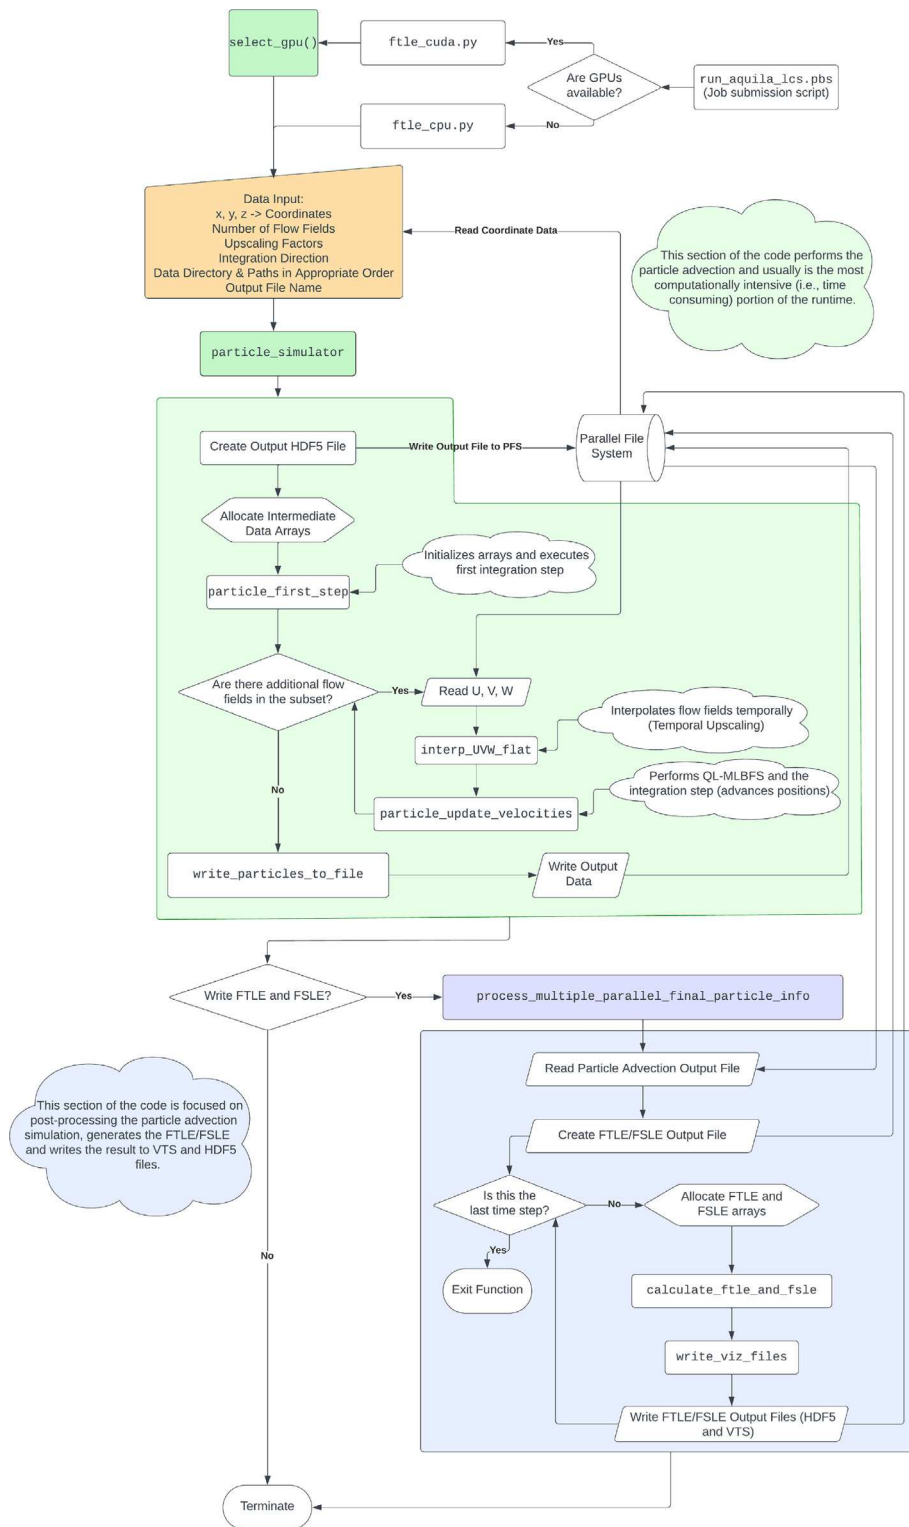 select_gpu()
ftle_cuda.py
Yes
Are GPUs
available?
run_aquila_lcs.pbs
(Job submission script)
ftle_cpu.py
No
Data Input:
x, y, z -> Coordinates
Number of Flow Fields
Upscaling Factors
Integration Direction
Data Directory & Paths in Appropriate Order
Output File Name
Read Coordinate Data
This section of the code performs the
particle advection and usually is the most
computationally intensive (i.e., time
consuming) portion of the runtime.
particle_simulator
Create Output HDF5 File
Write Output File to PFS
Parallel File
System
Allocate Intermediate
Data Arrays
Initializes arrays and executes
first integration step
particle_first_step
Are there additional flow
fields in the subset?
Yes
Read U, V, W
Interpolates flow fields temporally
(Temporal Upscaling)
interp_UVW_flat
Performs QL-MLBFS and the
integration step (advances positions)
No
particle_update_velocities
write_particles_to_file
Write Output
Data
Write FTLE and FSLE?
Yes
process_multiple_parallel_final_particle_info
Read Particle Advection Output File
This section of the code is focused on
post-processing the particle advection
simulation, generates the FTLE/FSLE
and writes the result to VTS and HDF5
files.
Create FTLE/FSLE Output File
Is this the
last time step?
No
Allocate FTLE and
FSLE arrays
Yes
No
Exit Function
calculate_ftle_and_fsle
write_viz_files
Write FTLE/FSLE Output Files (HDF5
and VTS)
Terminate